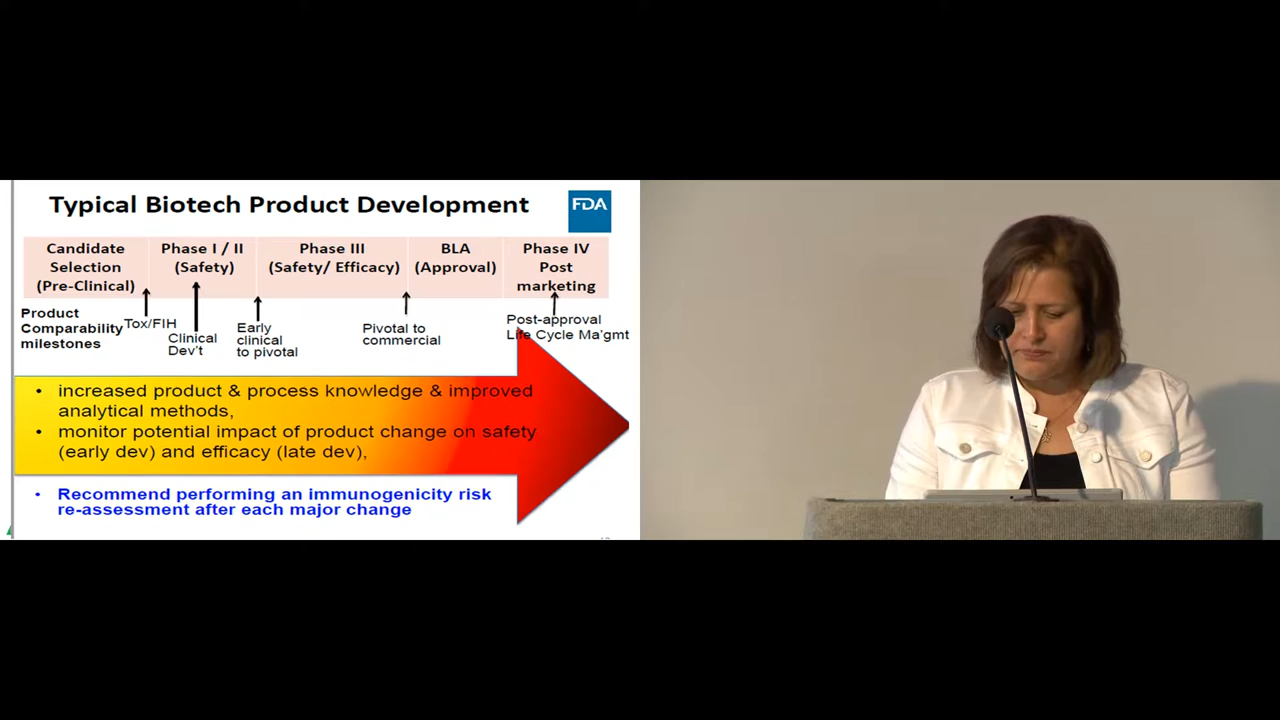 Typical Biotech Product Development
FDA
Candidate
Selection
(Pre-Clinical)
Phase I / II
(Safety)
Phase III
(Safety/ Efficacy)
BLA
(Approval)
Phase IV
Post
marketing
Product
Comparability
milestones
Tox/FIH
Clinical
Dev't
Early
clinical
to pivotal
Pivotal to
commercial
Post-approval
Life Cycle Ma'gmt
• increased product & process knowledge & improved
analytical methods,
• monitor potential impact of product change on safety
(early dev) and efficacy (late dev),
• Recommend performing an immunogenicity risk
re-assessment after each major change